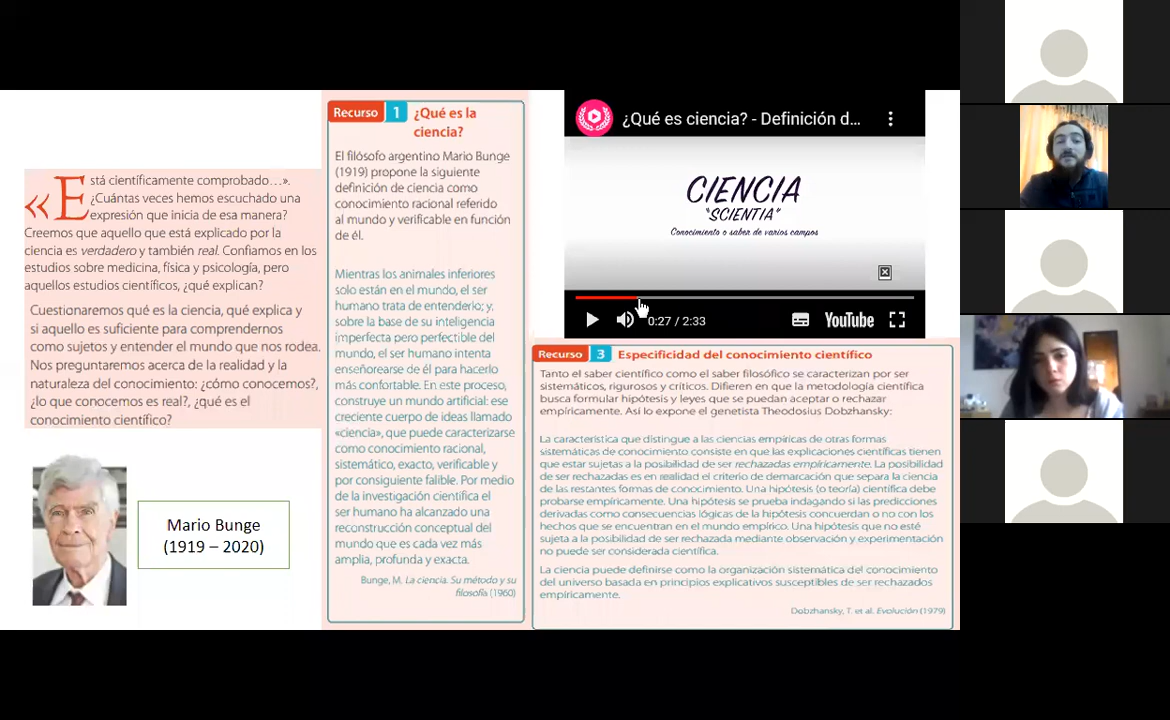 «Está científicamente comprobado…».
¿Cuántas veces hemos escuchado una
expresión que inicia de esa manera?
Creemos que aquello que está explicado por la
ciencia es verdadero y también real. Confiamos en los
estudios sobre medicina, física y psicología, pero
aquellos estudios científicos, ¿qué explican?
Cuestionaremos qué es la ciencia, qué explica y
si aquello es suficiente para comprendernos
como sujetos y entender el mundo que nos rodea.
Nos preguntaremos acerca de la realidad y la
naturaleza del conocimiento: ¿cómo conocemos?,
¿lo que conocemos es real?, ¿qué es el
conocimiento científico?
Mario Bunge
(1919 – 2020)
Recurso 1 ¿Qué es la
ciencia?
El filósofo argentino Mario Bunge
(1919) propone la siguiente
definición de ciencia como
conocimiento racional referido
al mundo y verificable en función
de él.
Mientras los animales inferiores
solo están en el mundo, el ser
humano trata de entenderlo; y,
sobre la base de su inteligencia
imperfecta pero perfectible del
mundo, el ser humano intenta
enseñorearse de él para hacerlo
más confortable. En este proceso,
construye un mundo artificial: ese
creciente cuerpo de ideas llamado
«ciencia», que puede caracterizarse
como conocimiento racional,
sistemático, exacto, verificable y
por consiguiente falible. Por medio
de la investigación científica el
ser humano ha alcanzado una
reconstrucción conceptual del
mundo que es cada vez más
amplia, profunda y exacta.
Bunge, M. La ciencia. Su método y su
filosofía (1960)
¿Qué es ciencia? - Definición d...
CIENCIA
"SCIENTIA"
Conocimiento o saber de varios campos
0:27 / 2:33
YouTube
Recurso 3 Especificidad del conocimiento científico
Tanto el saber científico como el saber filosófico se caracterizan por ser
sistemáticos, rigurosos y críticos. Difieren en que la metodología científica
busca formular hipótesis y leyes que se puedan aceptar o rechazar
empíricamente. Así lo expone el genetista Theodosius Dobzhansky:
La característica que distingue a las ciencias empíricas de otras formas
sistemáticas de conocimiento consiste en que las explicaciones científicas tienen
que estar sujetas a la posibilidad de ser rechazadas empíricamente. La posibilidad
de ser rechazadas es en realidad el criterio de demarcación que separa la ciencia
de las restantes formas de conocimiento. Una hipótesis (o teoría) científica debe
probarse empíricamente. Una hipótesis se prueba indagando si las predicciones
derivadas como consecuencias lógicas de la hipótesis concuerdan o no con los
hechos que se encuentran en el mundo empírico. Una hipótesis que no esté
sujeta a la posibilidad de ser rechazada mediante observación y experimentación
no puede ser considerada científica.
La ciencia puede definirse como la organización sistemática del conocimiento
del universo basada en principios explicativos susceptibles de ser rechazados
empíricamente.
Dobzhansky, T. et al. Evolución (1979)